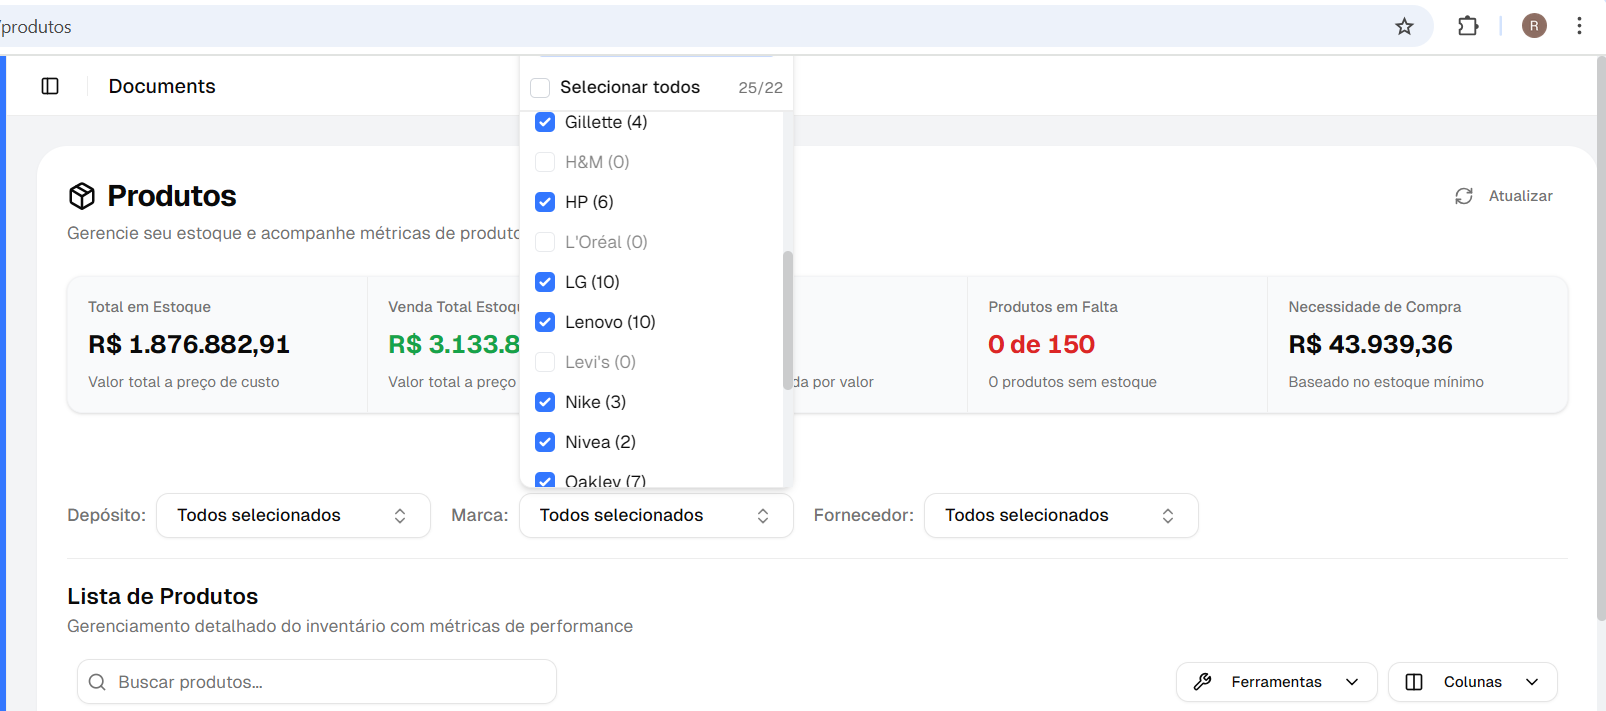 /produtos
R
Documents
Selecionar todos 25/22
Gillette (4)
H&M (0)
HP (6)
L'Oréal (0)
LG (10)
Lenovo (10)
Levi's (0)
Nike (3)
Nivea (2)
Oakley (7)
Produtos
Atualizar
Gerencie seu estoque e acompanhe métricas de produto
Total em Estoque
R$ 1.876.882,91
Valor total a preço de custo
Venda Total Estoqu
R$ 3.133.8
Valor total a preço
da por valor
Produtos em Falta
0 de 150
0 produtos sem estoque
Necessidade de Compra
R$ 43.939,36
Baseado no estoque mínimo
Depósito: Todos selecionados Marca: Todos selecionados Fornecedor: Todos selecionados
Lista de Produtos
Gerenciamento detalhado do inventário com métricas de performance
Buscar produtos... Ferramentas Colunas